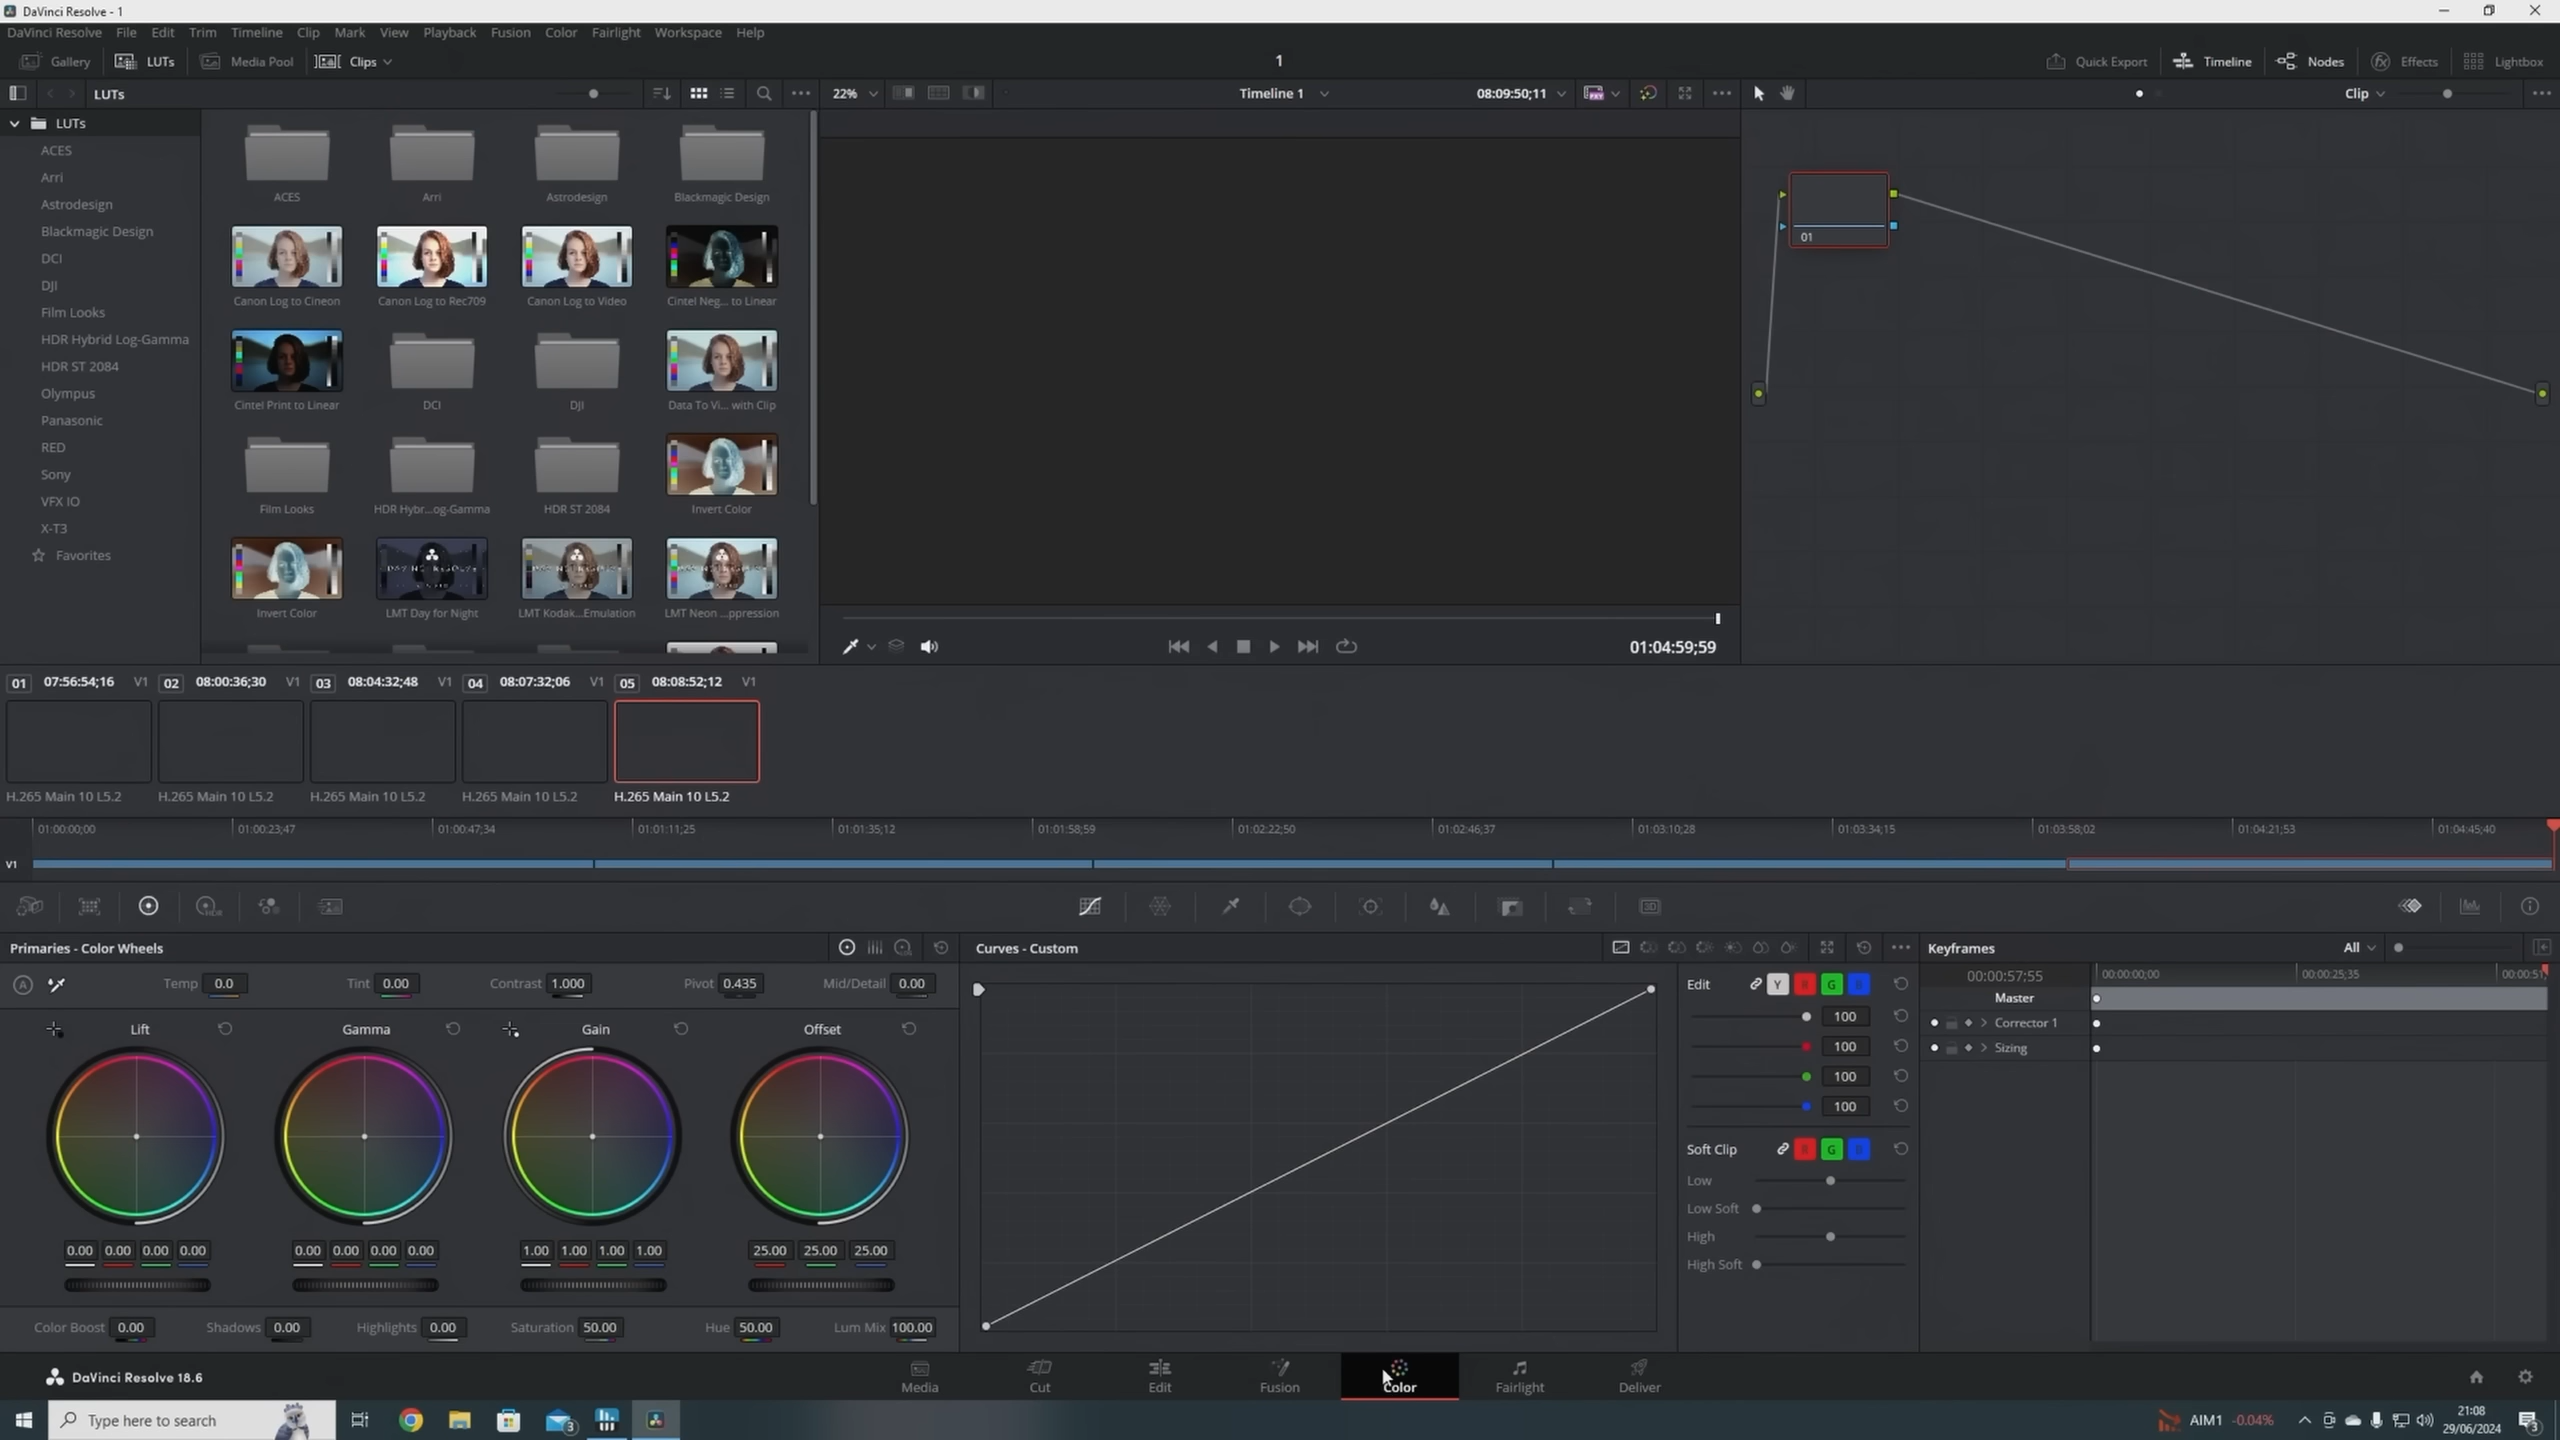 DaVinci Resolve - 1
DaVinci Resolve File Edit Trim Timeline Clip Mark View Playback Fusion Color Fairlight Workspace Help
Gallery LUTs Media Pool Clips 1 Quick Export Timeline Nodes Effects Lightbox
LUTs 22% Timeline 1 08:09:50;11 Clip
LUTs
ACES
Arri
Astrodesign
Blackmagic Design
DCI
DJI
Film Looks
HDR Hybrid Log-Gamma
HDR ST 2084
Olympus
Panasonic
RED
Sony
VFX IO
X-T3
Favorites
ACES Arri Astrodesign Blackmagic Design
Canon Log to Cineon Canon Log to Rec709 Canon Log to Video Cintel Neg... to Linear
Cintel Print to Linear DCI DJI Data To Vi... with Clip
Film Looks HDR Hybr...og-Gamma HDR ST 2084 Invert Color
Invert Color LMT Day for Night LMT Kodak...Emulation LMT Neon ...ppression
01
01:04:59;59
01 07:56:54;16 V1 02 08:00:36;30 V1 03 08:04:32;48 V1 04 08:07:32;06 V1 05 08:08:52;12 V1
H.265 Main 10 L5.2 H.265 Main 10 L5.2 H.265 Main 10 L5.2 H.265 Main 10 L5.2 H.265 Main 10 L5.2
01:00:00;00 01:00:23;47 01:00:47;34 01:01:11;25 01:01:35;12 01:01:58;59 01:02:22;50 01:02:46;37 01:03:10;28 01:03:34;15 01:03:58;02 01:04:21;53 01:04:45;40
V1
HDR 3D
Primaries - Color Wheels
A Temp 0.0 Tint 0.00 Contrast 1.000 Pivot 0.435 Mid/Detail 0.00
Lift Gamma Gain Offset
0.00 0.00 0.00 0.00 0.00 0.00 0.00 0.00 1.00 1.00 1.00 1.00 25.00 25.00 25.00
Color Boost 0.00 Shadows 0.00 Highlights 0.00 Saturation 50.00 Hue 50.00 Lum Mix 100.00
Curves - Custom
Edit Y R G B
100
100
100
100
Soft Clip R G B
Low
Low Soft
High
High Soft
Keyframes All
00:00:57;55 00:00:00;00 00:00:25;35
Master
Corrector 1
Sizing
DaVinci Resolve 18.6 Media Cut Edit Fusion Color Fairlight Deliver
Type here to search 3 AIM1 -0.04% 21:08
29/06/2024 3